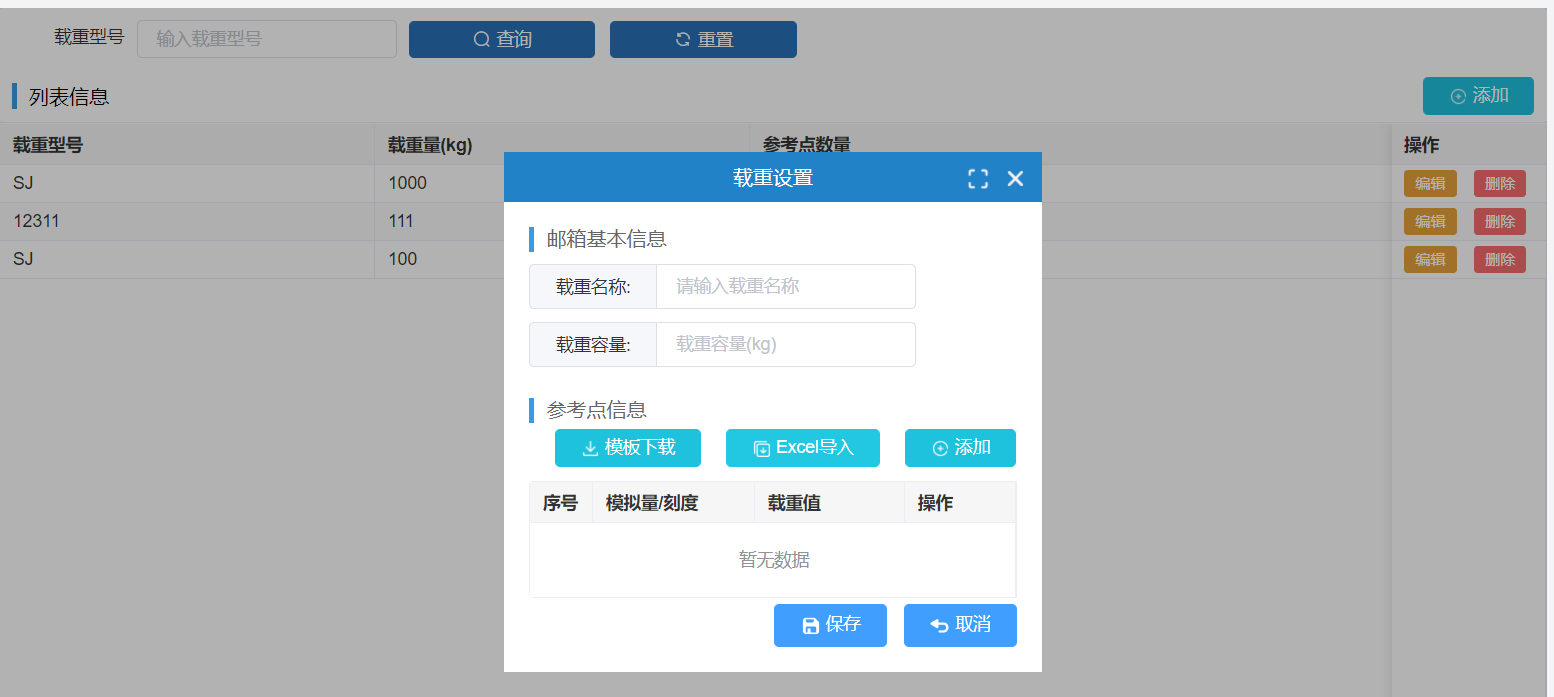 载重型号 输入载重型号 查询 重置
列表信息 添加
载重型号 载重量(kg) 参考点数量 操作
SJ 1000 编辑 删除
12311 111 编辑 删除
SJ 100 编辑 删除
载重设置
邮箱基本信息
载重名称: 请输入载重名称
载重容量: 载重容量(kg)
参考点信息
模板下载 Excel导入 添加
序号 模拟量/刻度 载重值 操作
暂无数据
保存 取消